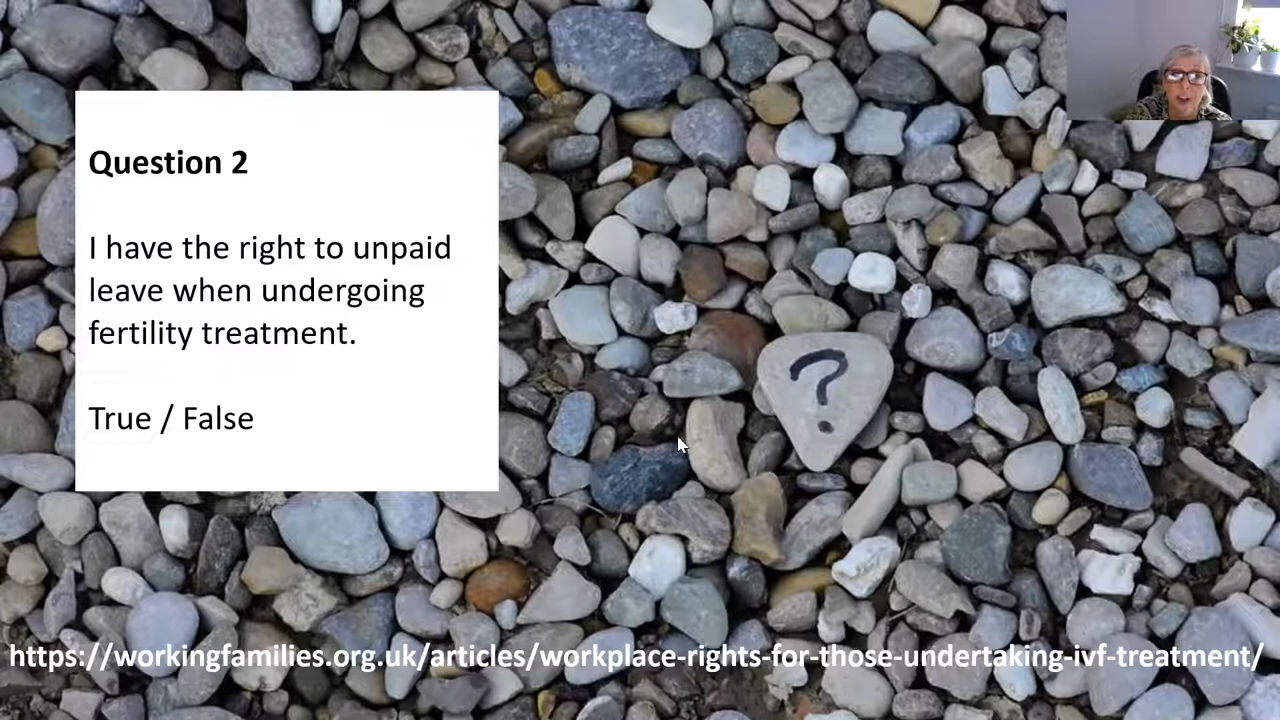 Question 2
I have the right to unpaid
leave when undergoing
fertility treatment.
True / False
?
https://workingfamilies.org.uk/articles/workplace-rights-for-those-undertaking-ivf-treatment/